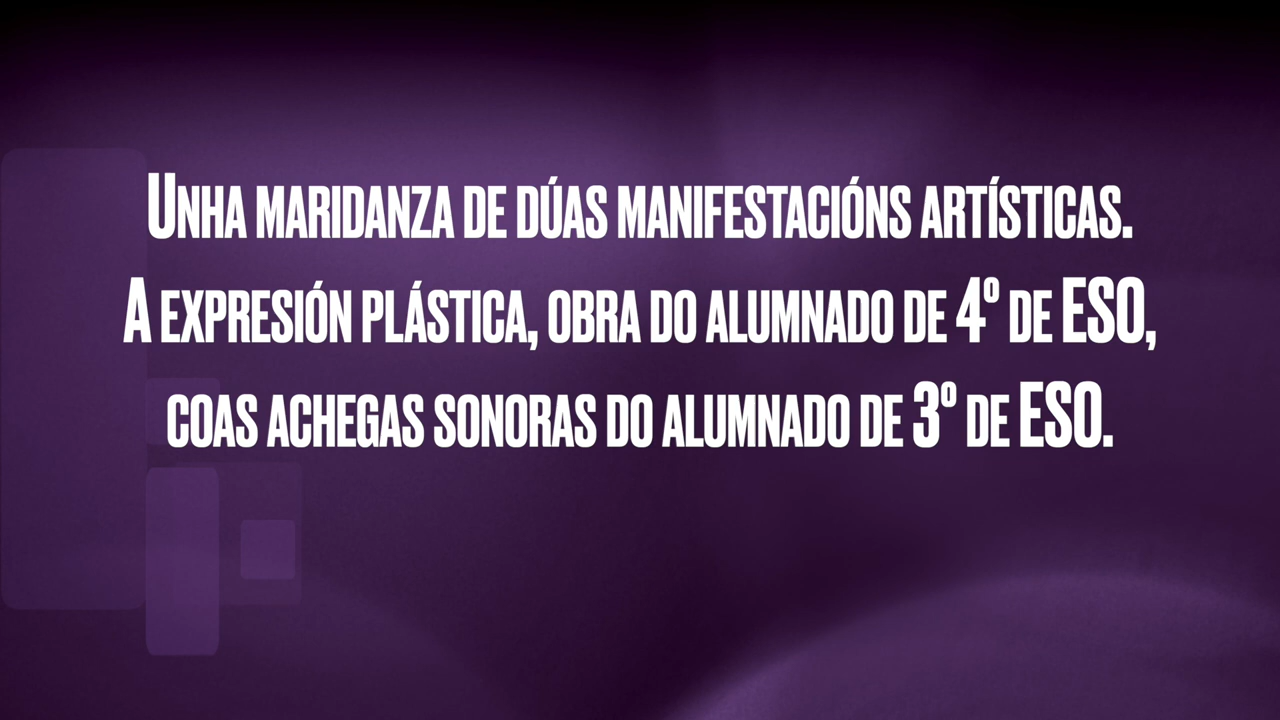 Unha maridanza de dúas manifestacións artísticas.
A expresión plástica, obra do alumnado de 4º de ESO,
coas achegas sonoras do alumnado de 3º de ESO.